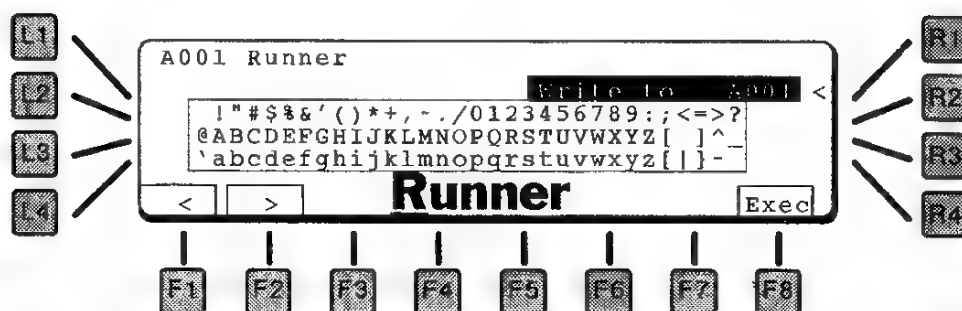 L1 L2 L3 L4
A001 Runner
Write to A001 <
!"#$%&'()*+,-./0123456789:;<=>?
@ABCDEFGHIJKLMNOPQRSTUVWXYZ[ ]^_
`abcdefghijklmnopqrstuvwxyz[|}-
Runner
< > Exec
R1 R2 R3 R4
F1 F2 F3 F4 F5 F6 F7 F8